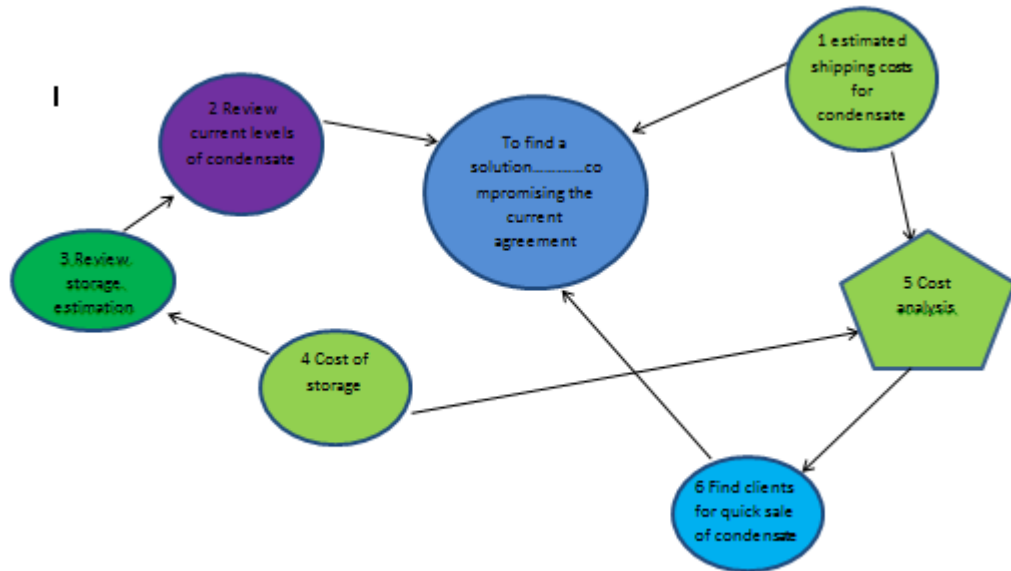 I
1 estimated
shipping costs
for
condensate
2 Review
current levels
of condensate
To find a
solution..............co
mpromising the
current
agreement
3.Review.
storage.
estimation
5 Cost
analysis.
4 Cost of
storage
6 Find clients
for quick sale
of condensate